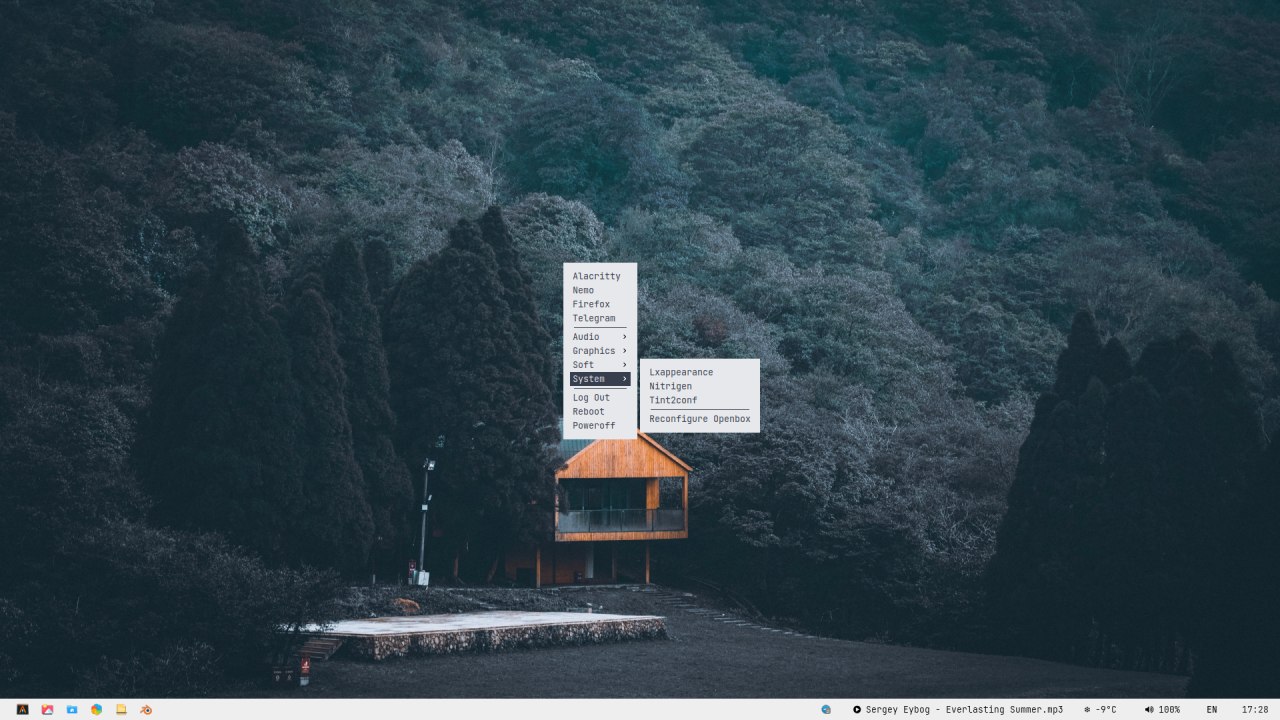 Alacritty
Nemo
Firefox
Telegram
Audio
Graphics
Soft
System
Log Out
Reboot
Poweroff
Lxappearance
Nitrigen
Tint2conf
Reconfigure Openbox
Sergey Eybog - Everlasting Summer.mp3
-9°C
100%
EN
17:28